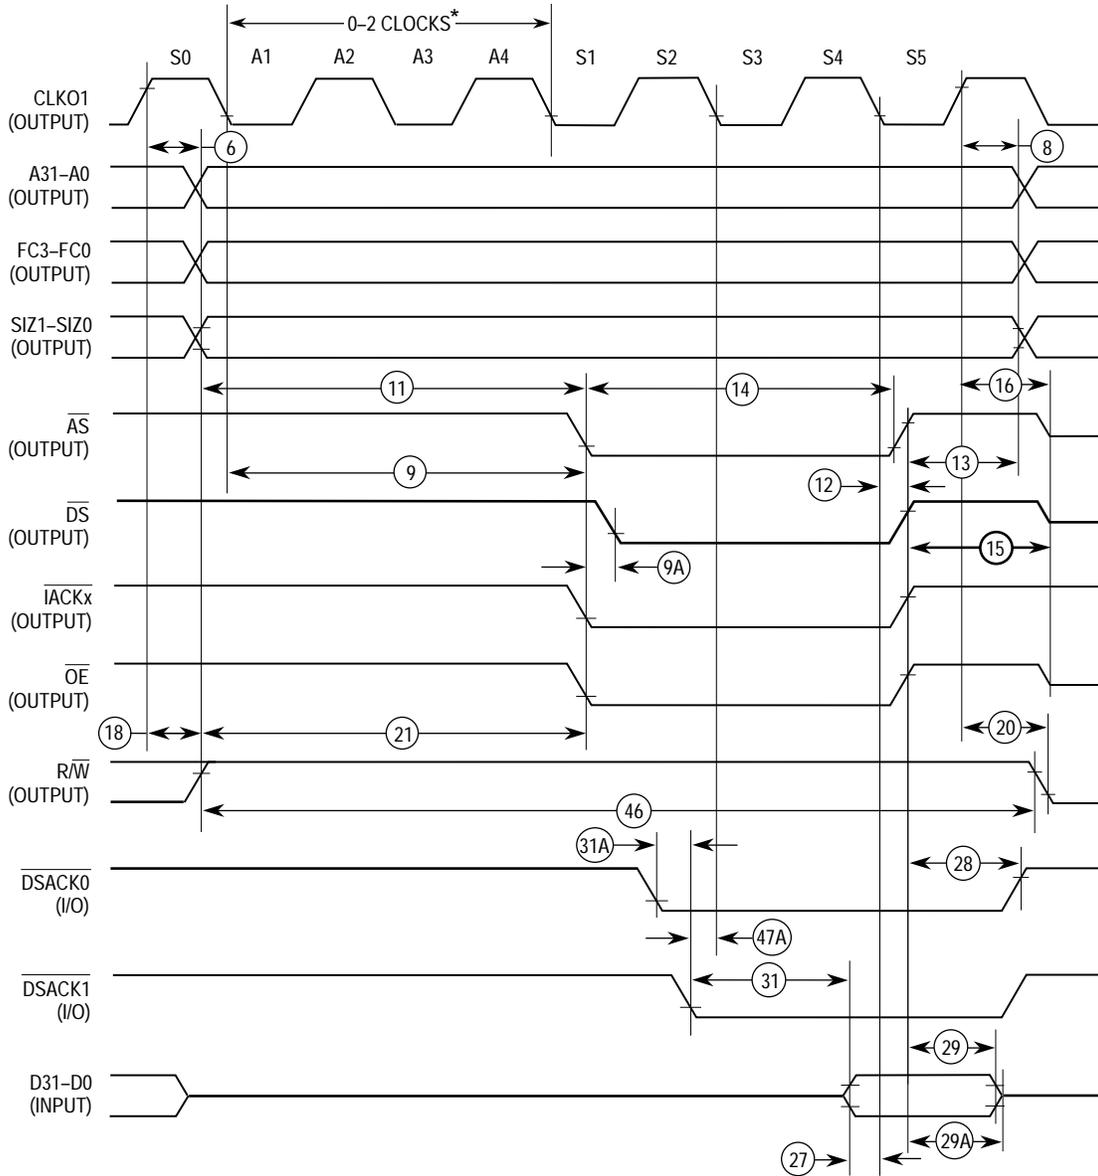 0–2 CLOCKS*
S0 A1 A2 A3 A4 S1 S2 S3 S4 S5
CLKO1
(OUTPUT)
6
8
A31–A0
(OUTPUT)
FC3–FC0
(OUTPUT)
SIZ1–SIZ0
(OUTPUT)
11
14
16
AS
(OUTPUT)
9
12
13
DS
(OUTPUT)
15
9A
IACKx
(OUTPUT)
OE
(OUTPUT)
18
21
20
R/W
(OUTPUT)
46
31A
28
DSACK0
(I/O)
47A
31
DSACK1
(I/O)
29
D31–D0
(INPUT)
29A
27